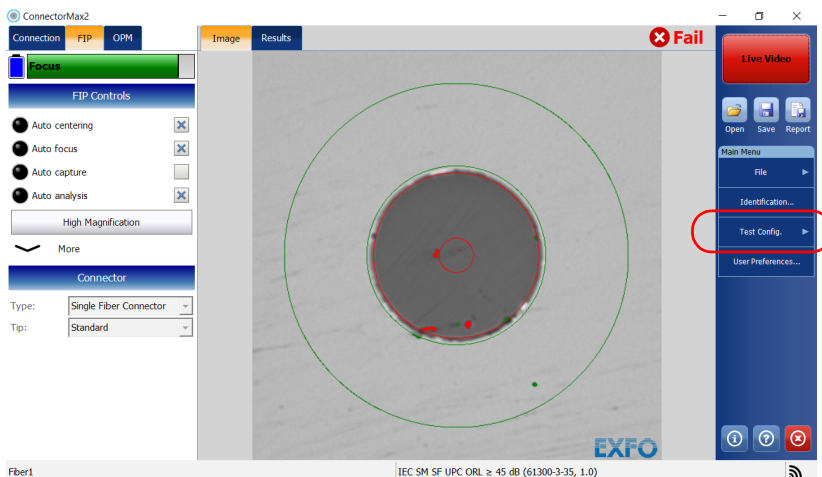 ConnectorMax2
Connection FIP OPM
Image Results
Fail
Live Video
Focus
FIP Controls
Auto centering
Auto focus
Auto capture
Auto analysis
High Magnification
More
Connector
Type: Single Fiber Connector
Tip: Standard
Open Save Report
Main Menu
File
Identification...
Test Config.
User Preferences...
EXFO
Fiber1
IEC SM SF UPC ORL ≥ 45 dB (61300-3-35, 1.0)